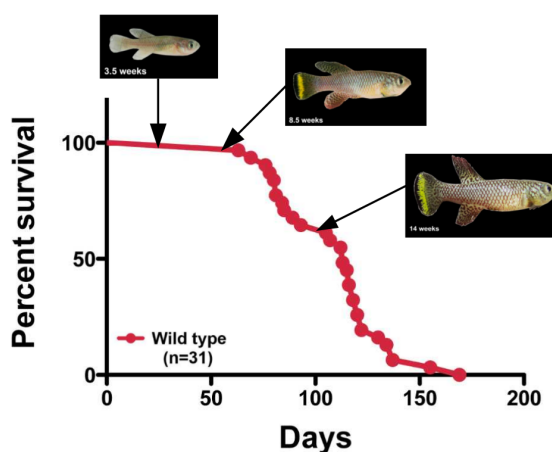 3.5 weeks
8.5 weeks
14 weeks
Percent survival
100
50
0
Wild type
(n=31)
0 50 100 150 200
Days